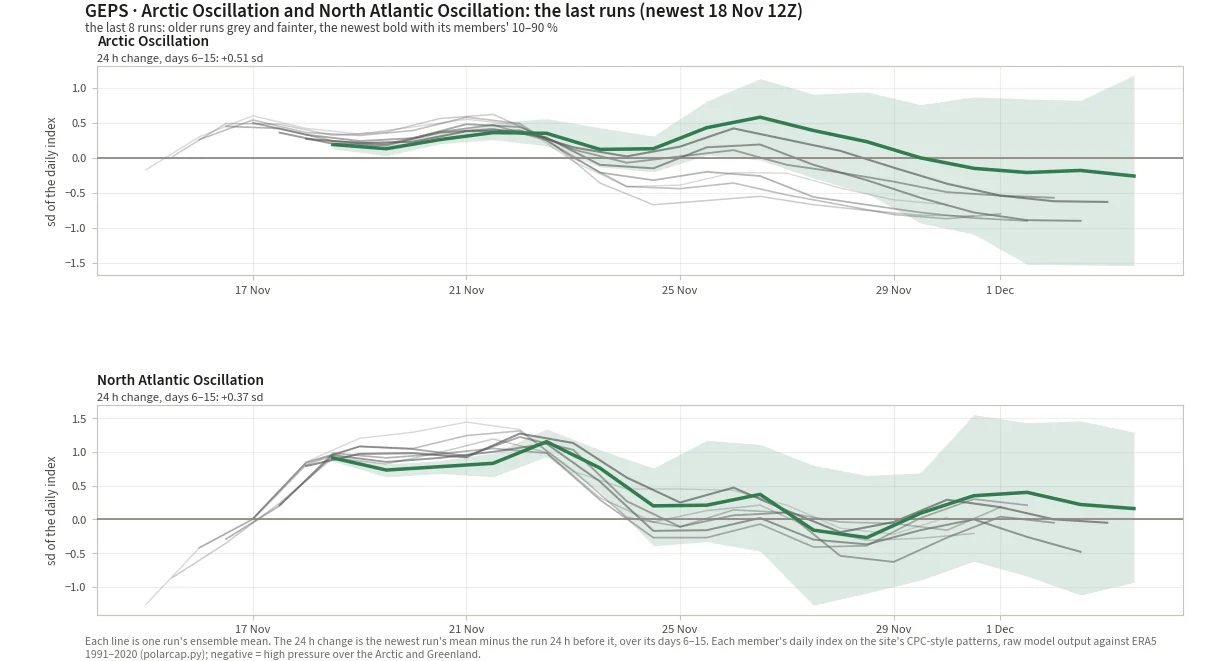 GEPS · Arctic Oscillation and North Atlantic Oscillation: the last runs (newest 18 Nov 12Z)
the last 8 runs: older runs grey and fainter, the newest bold with its members' 10–90 %
Arctic Oscillation
24 h change, days 6–15: +0.51 sd
sd of the daily index
1.0
0.5
0.0
−0.5
−1.0
−1.5
17 Nov
21 Nov
25 Nov
29 Nov
1 Dec
North Atlantic Oscillation
24 h change, days 6–15: +0.37 sd
sd of the daily index
1.5
1.0
0.5
0.0
−0.5
−1.0
17 Nov
21 Nov
25 Nov
29 Nov
1 Dec
Each line is one run's ensemble mean. The 24 h change is the newest run's mean minus the run 24 h before it, over its days 6–15. Each member's daily index on the site's CPC-style patterns, raw model output against ERA5
1991–2020 (polarcap.py); negative = high pressure over the Arctic and Greenland.